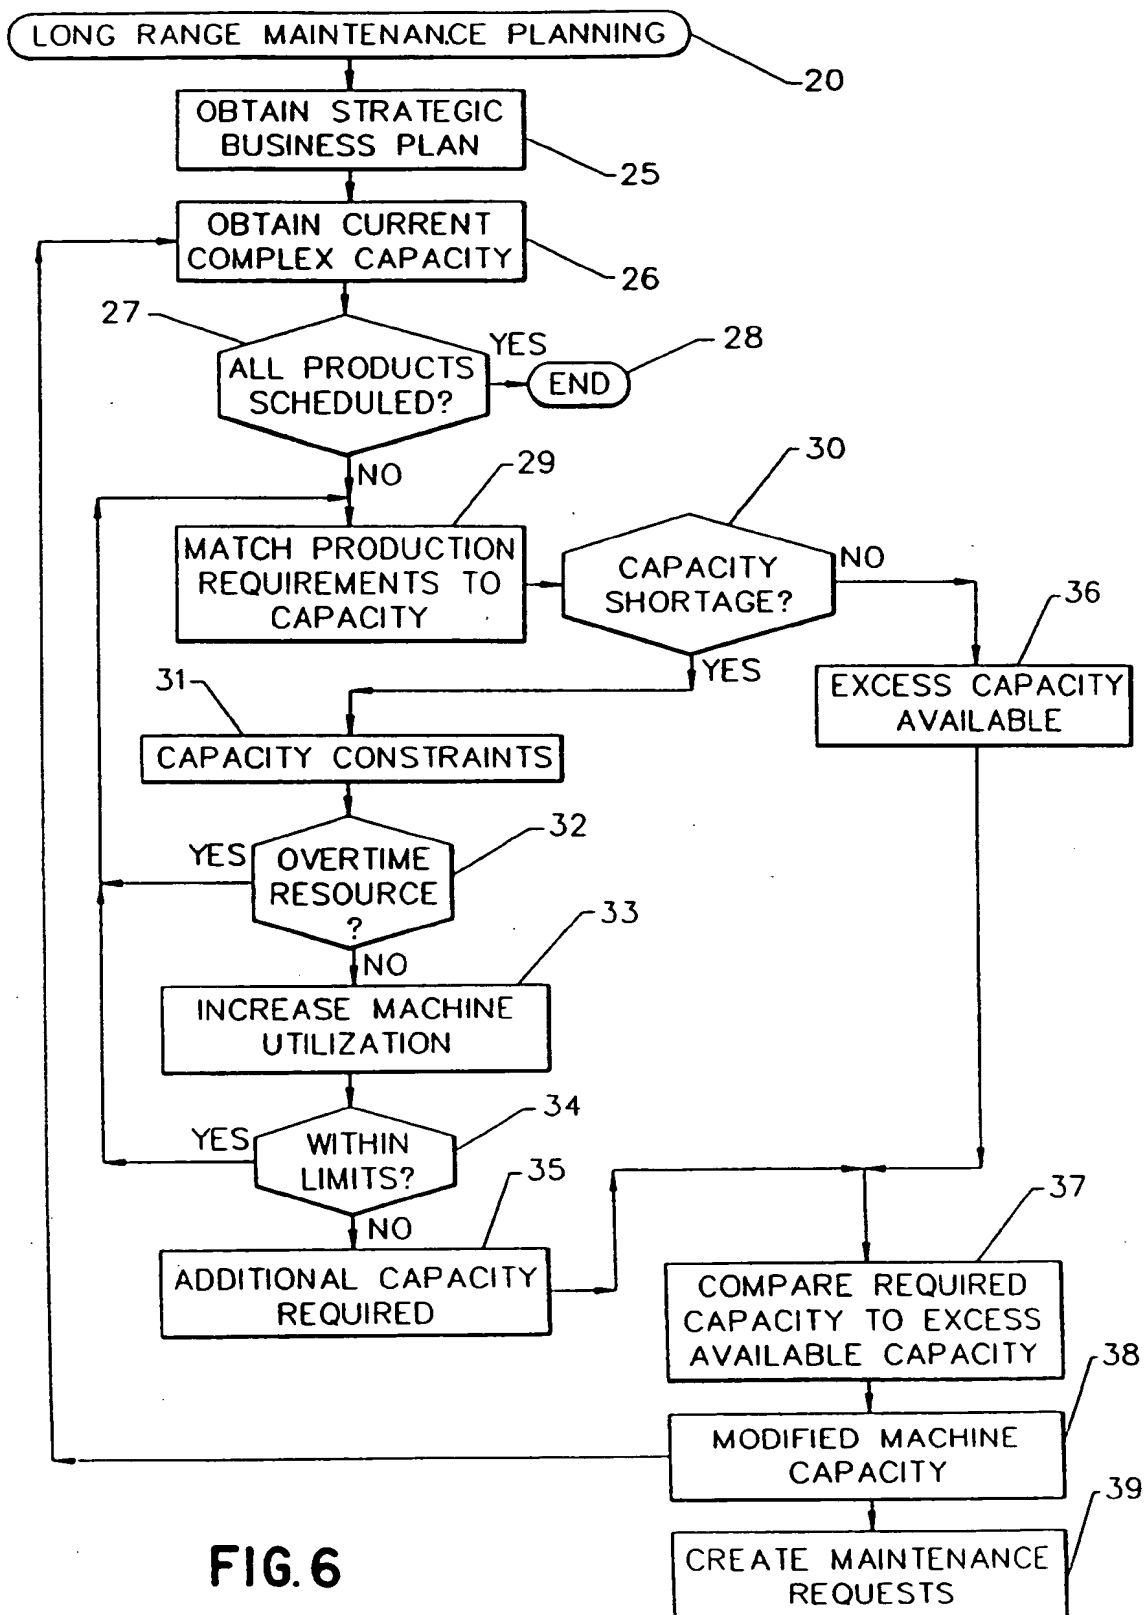 LONG RANGE MAINTENANCE PLANNING
20
OBTAIN STRATEGIC
BUSINESS PLAN
25
OBTAIN CURRENT
COMPLEX CAPACITY
26
27
ALL PRODUCTS
SCHEDULED?
YES
END
28
NO
29
MATCH PRODUCTION
REQUIREMENTS TO
CAPACITY
30
CAPACITY
SHORTAGE?
NO
YES
36
EXCESS CAPACITY
AVAILABLE
31
CAPACITY CONSTRAINTS
32
YES
OVERTIME
RESOURCE
?
NO
33
INCREASE MACHINE
UTILIZATION
34
YES
WITHIN
LIMITS?
NO
35
ADDITIONAL CAPACITY
REQUIRED
37
COMPARE REQUIRED
CAPACITY TO EXCESS
AVAILABLE CAPACITY
38
MODIFIED MACHINE
CAPACITY
39
CREATE MAINTENANCE
REQUESTS
FIG. 6